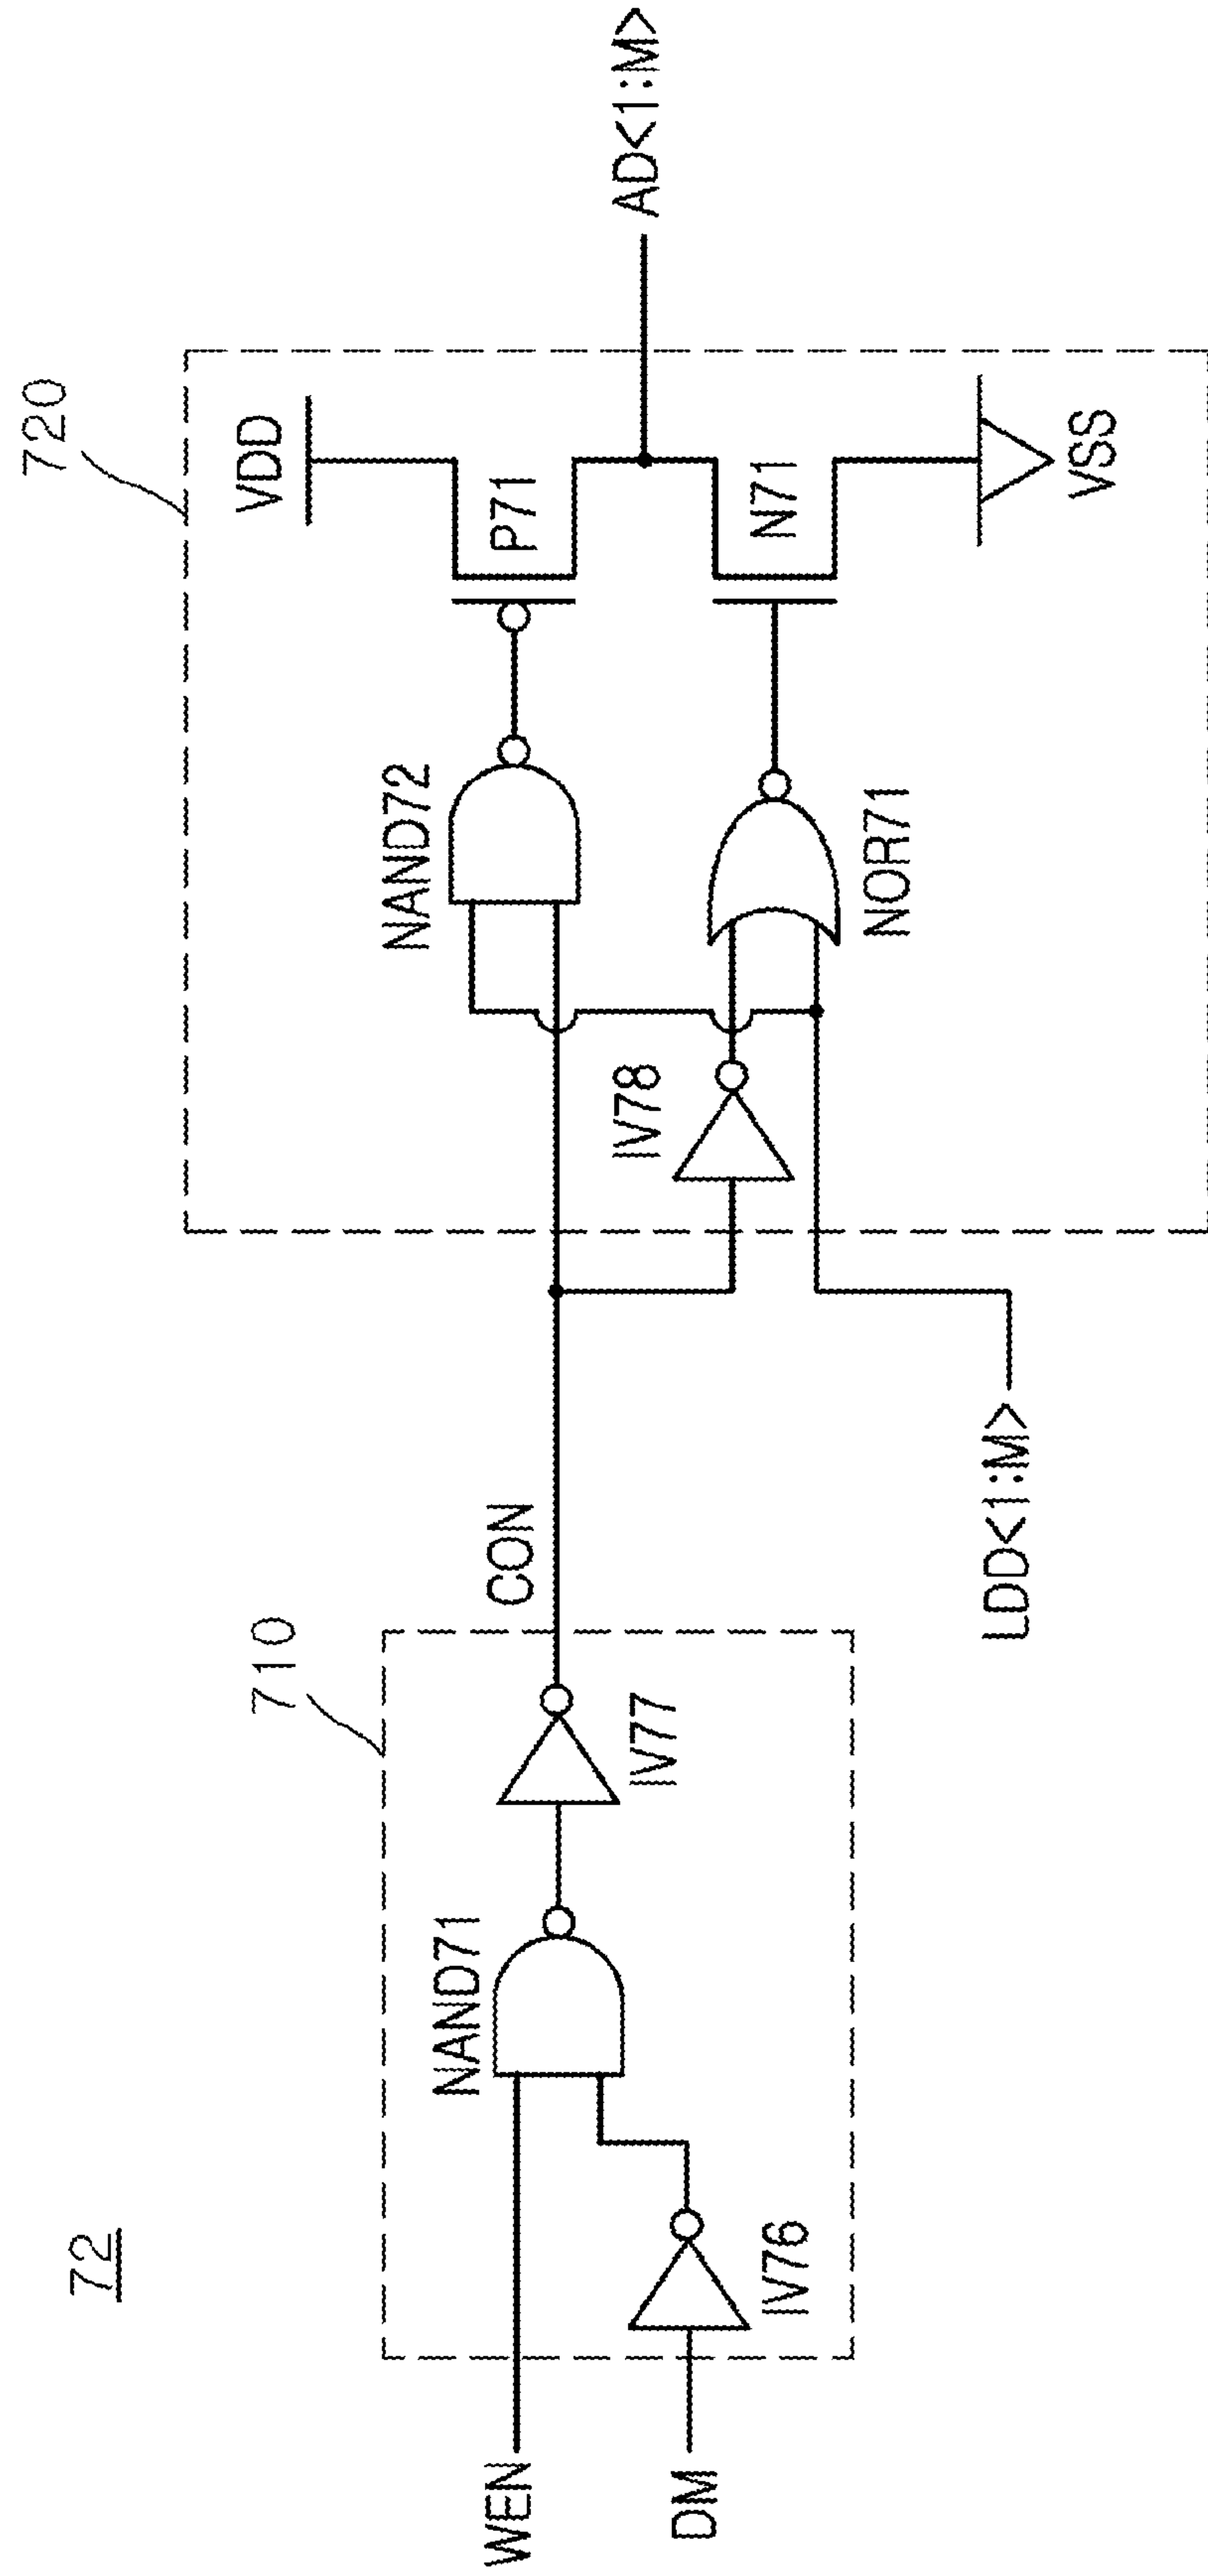 72
720
VDD
710
NAND72
P71
CON
NAND71
AD<1:M>
WEN
IV77
IV78
N71
DM
IV76
NOR71
LDD<1:M>
VSS